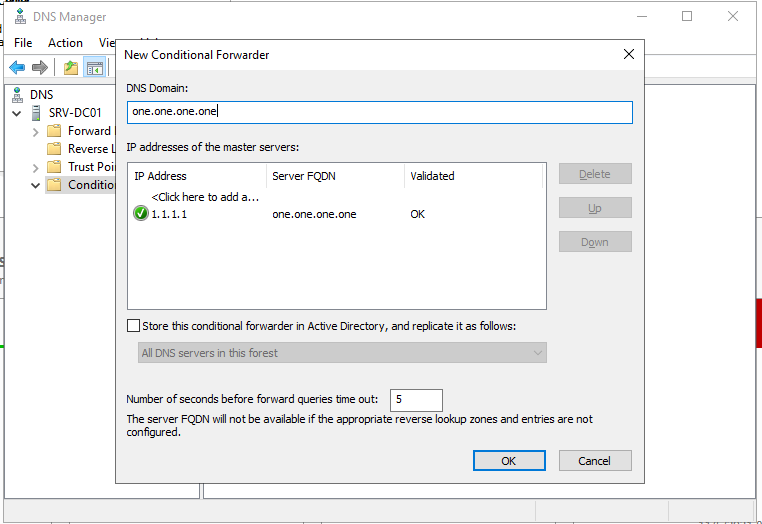 DNS Manager
File Action Vie
New Conditional Forwarder
DNS
SRV-DC01
Forward
Reverse L
Trust Poi
Conditio
DNS Domain:
one.one.one.one
IP addresses of the master servers:
IP Address Server FQDN Validated
<Click here to add a...
1.1.1.1 one.one.one.one OK
Delete
Up
Down
Store this conditional forwarder in Active Directory, and replicate it as follows:
All DNS servers in this forest
Number of seconds before forward queries time out: 5
The server FQDN will not be available if the appropriate reverse lookup zones and entries are not
configured.
OK Cancel